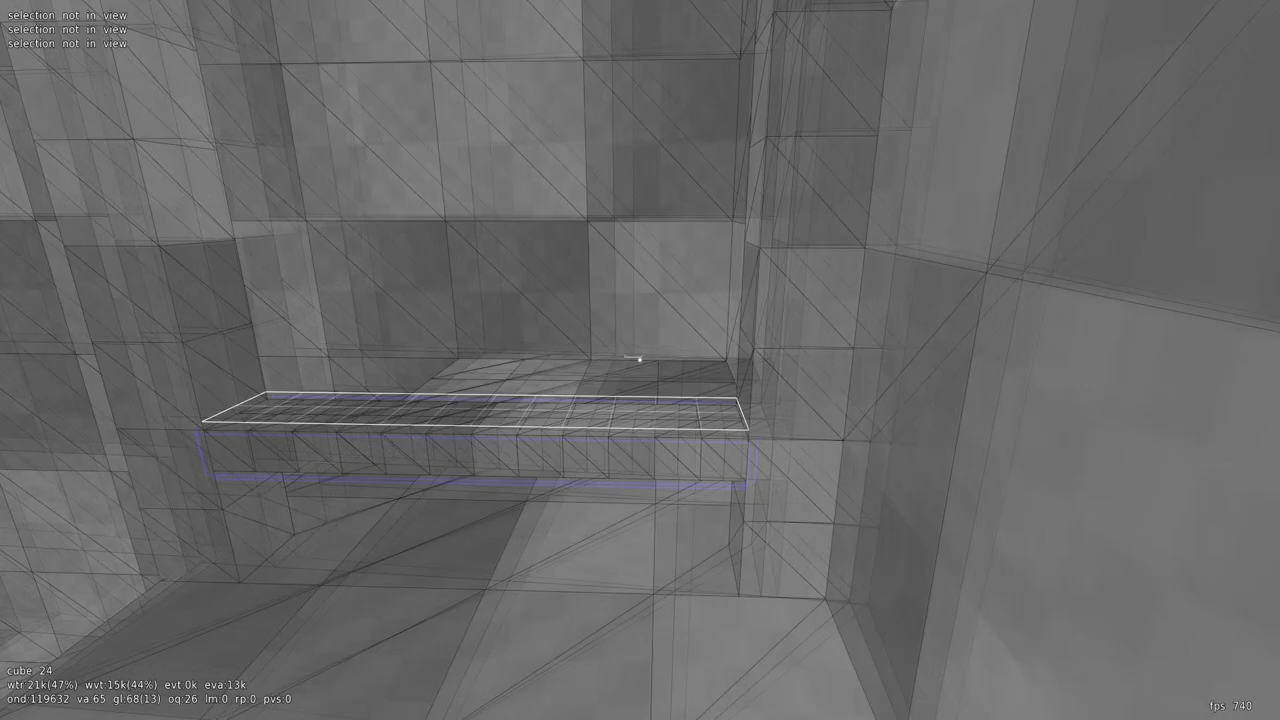 selection not in view
selection not in view
selection not in view
cube 24
wtr:21k(47%) wvt:15k(44%) evt:0k eva:13k
ond:119632 va:65 gl:68(13) oq:26 lm:0 rp:0 pvs:0
fps 740